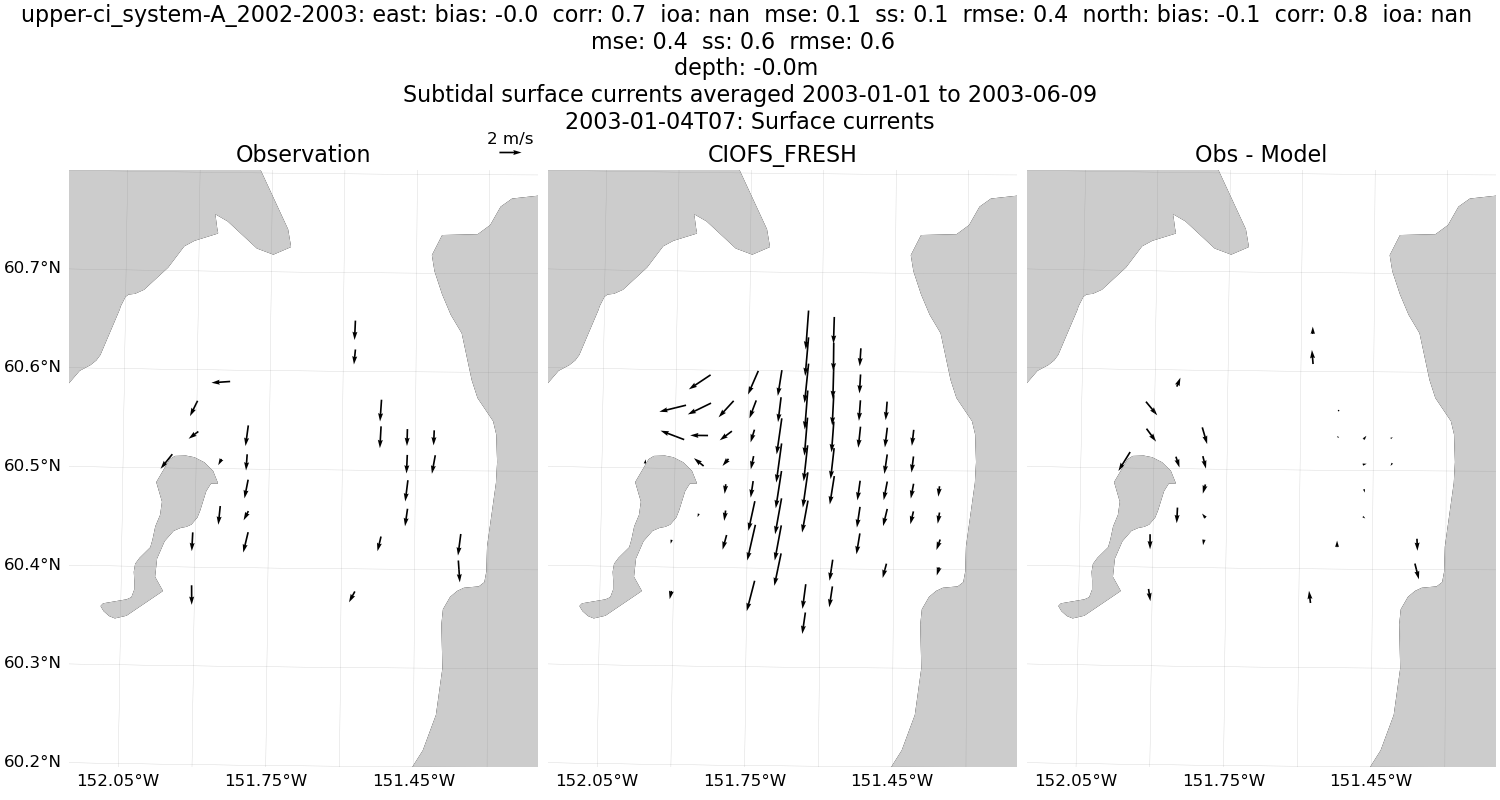 upper-ci_system-A_2002-2003: east: bias: -0.0  corr: 0.7  ioa: nan  mse: 0.1  ss: 0.1  rmse: 0.4  north: bias: -0.1  corr: 0.8  ioa: nan
mse: 0.4  ss: 0.6  rmse: 0.6
depth: -0.0m
Subtidal surface currents averaged 2003-01-01 to 2003-06-09
2003-01-04T07: Surface currents
2 m/s
Observation
CIOFS_FRESH
Obs - Model
60.7°N
60.6°N
60.5°N
60.4°N
60.3°N
60.2°N
152.05°W 151.75°W 151.45°W
152.05°W 151.75°W 151.45°W
152.05°W 151.75°W 151.45°W